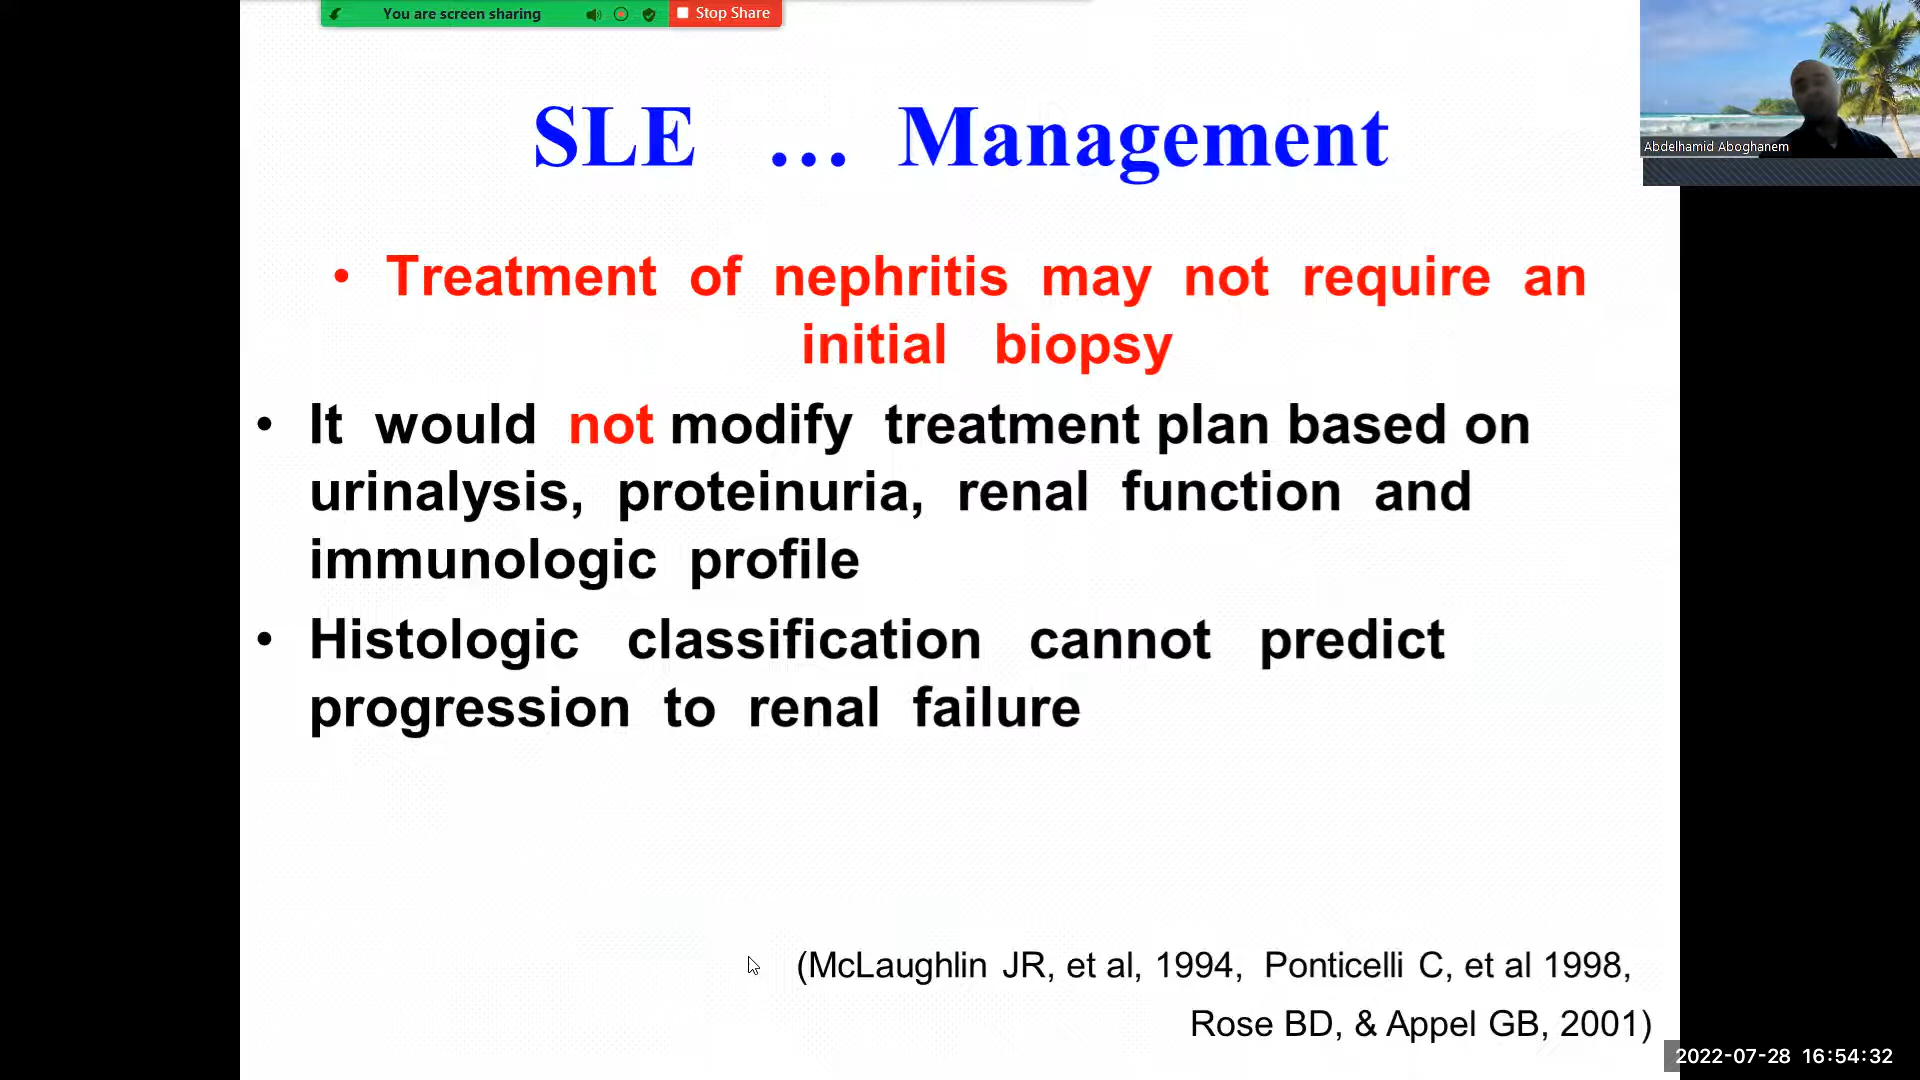 You are screen sharing
Stop Share
Abdelhamid Aboghanem
SLE ... Management
• Treatment of nephritis may not require an
initial biopsy
• It would not modify treatment plan based on
urinalysis, proteinuria, renal function and
immunologic profile
• Histologic classification cannot predict
progression to renal failure
(McLaughlin JR, et al, 1994, Ponticelli C, et al 1998,
Rose BD, & Appel GB, 2001)
2022-07-28 16:54:32